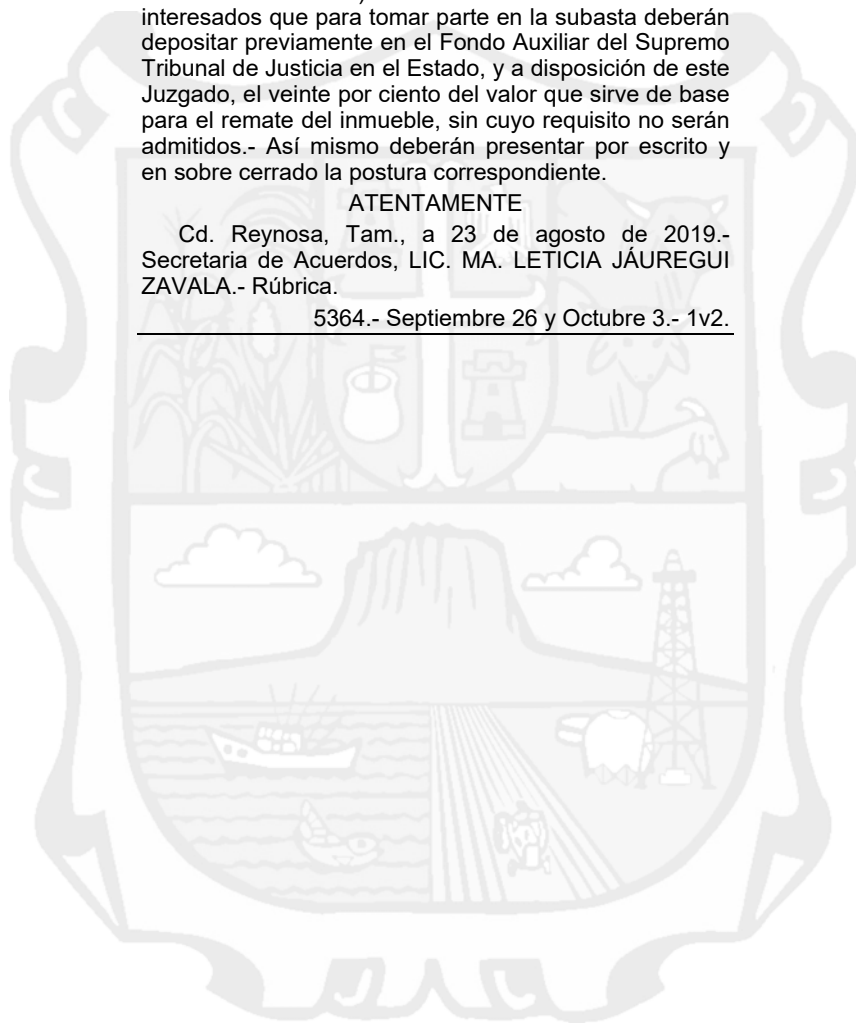 interesados que para tomar parte en la subasta deberán
depositar previamente en el Fondo Auxiliar del Supremo
Tribunal de Justicia en el Estado, y a disposición de este
Juzgado, el veinte por ciento del valor que sirve de base
para el remate del inmueble, sin cuyo requisito no serán
admitidos.- Así mismo deberán presentar por escrito y
en sobre cerrado la postura correspondiente.
ATENTAMENTE
Cd. Reynosa, Tam., a 23 de agosto de 2019.-
Secretaria de Acuerdos, LIC. MA. LETICIA JÁUREGUI
ZAVALA.- Rúbrica.
5364.- Septiembre 26 y Octubre 3.- 1v2.